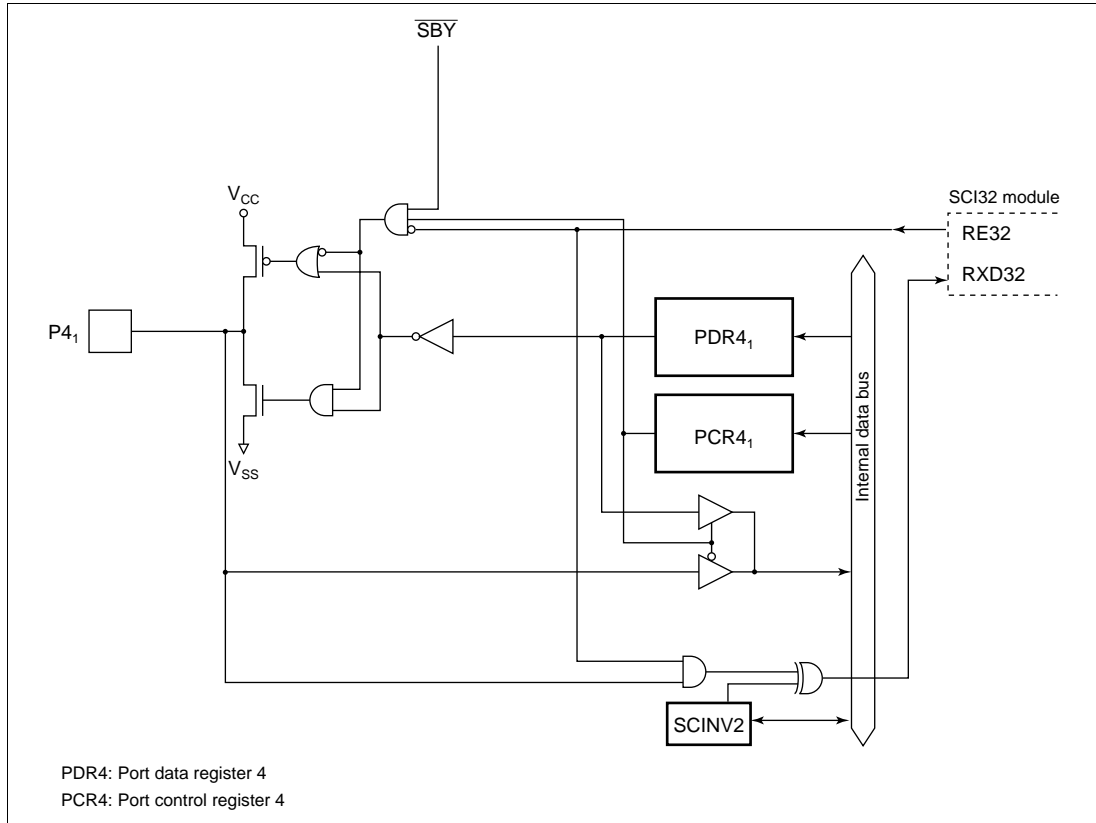 SBY
VCC
SCI32 module
RE32
RXD32
P41
PDR41
PCR41
Internal data bus
VSS
SCINV2
PDR4: Port data register 4
PCR4: Port control register 4